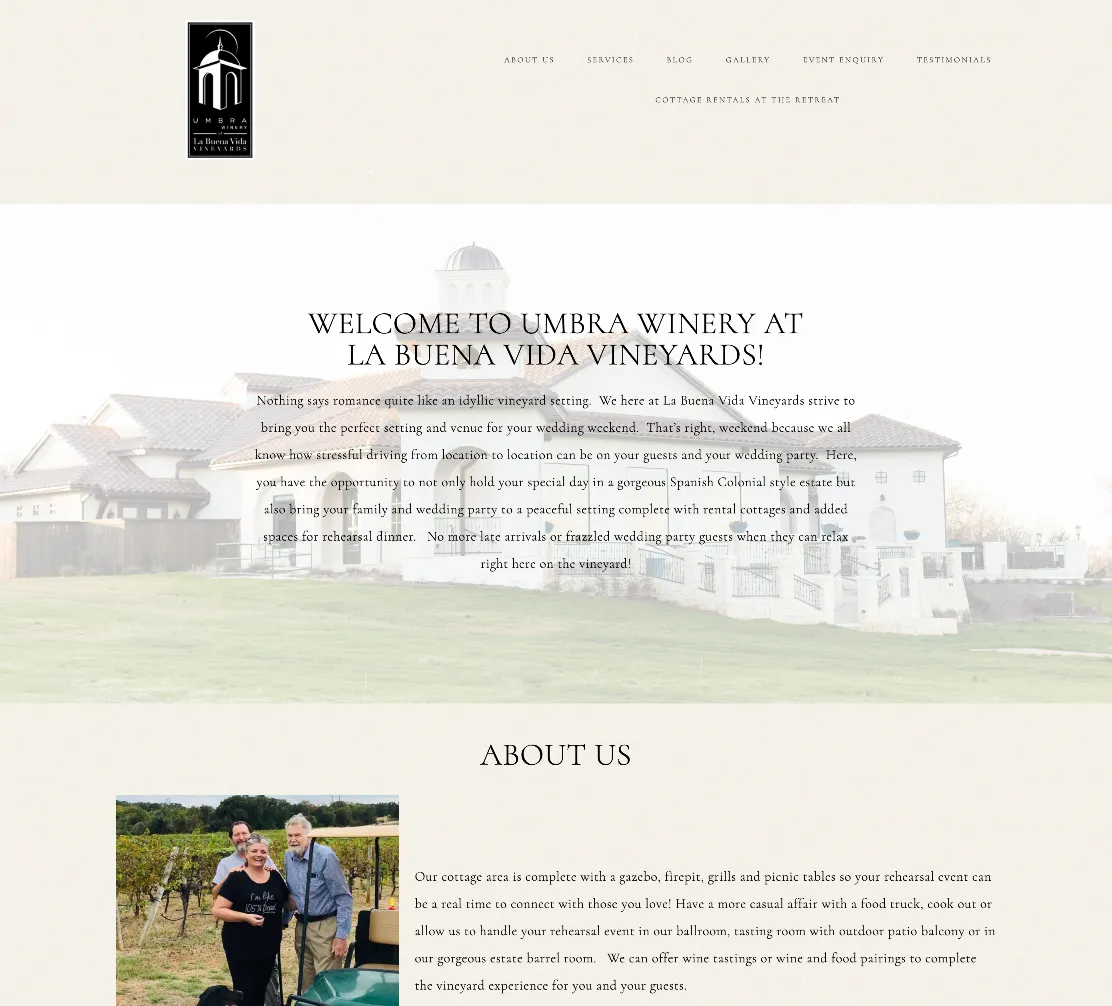 UMBRA
WINERY
at
La Buena Vida
VINEYARDS
ABOUT US SERVICES BLOG GALLERY EVENT ENQUIRY TESTIMONIALS
COTTAGE RENTALS AT THE RETREAT
WELCOME TO UMBRA WINERY AT
LA BUENA VIDA VINEYARDS!
Nothing says romance quite like an idyllic vineyard setting. We here at La Buena Vida Vineyards strive to
bring you the perfect setting and venue for your wedding weekend. That's right, weekend because we all
know how stressful driving from location to location can be on your guests and your wedding party. Here,
you have the opportunity to not only hold your special day in a gorgeous Spanish Colonial style estate but
also bring your family and wedding party to a peaceful setting complete with rental cottages and added
spaces for rehearsal dinner. No more late arrivals or frazzled wedding party guests when they can relax
right here on the vineyard!
ABOUT US
I'm like
105%
Our cottage area is complete with a gazebo, firepit, grills and picnic tables so your rehearsal event can
be a real time to connect with those you love! Have a more casual affair with a food truck, cook out or
allow us to handle your rehearsal event in our ballroom, tasting room with outdoor patio balcony or in
our gorgeous estate barrel room. We can offer wine tastings or wine and food pairings to complete
the vineyard experience for you and your guests.